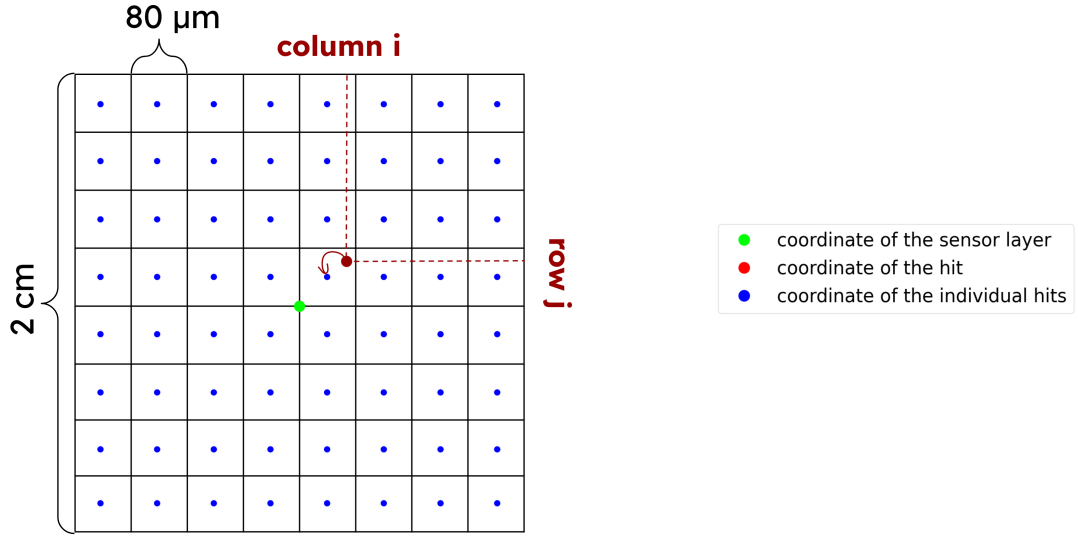 80 μm
column i
2 cm
row j
coordinate of the sensor layer
coordinate of the hit
coordinate of the individual hits